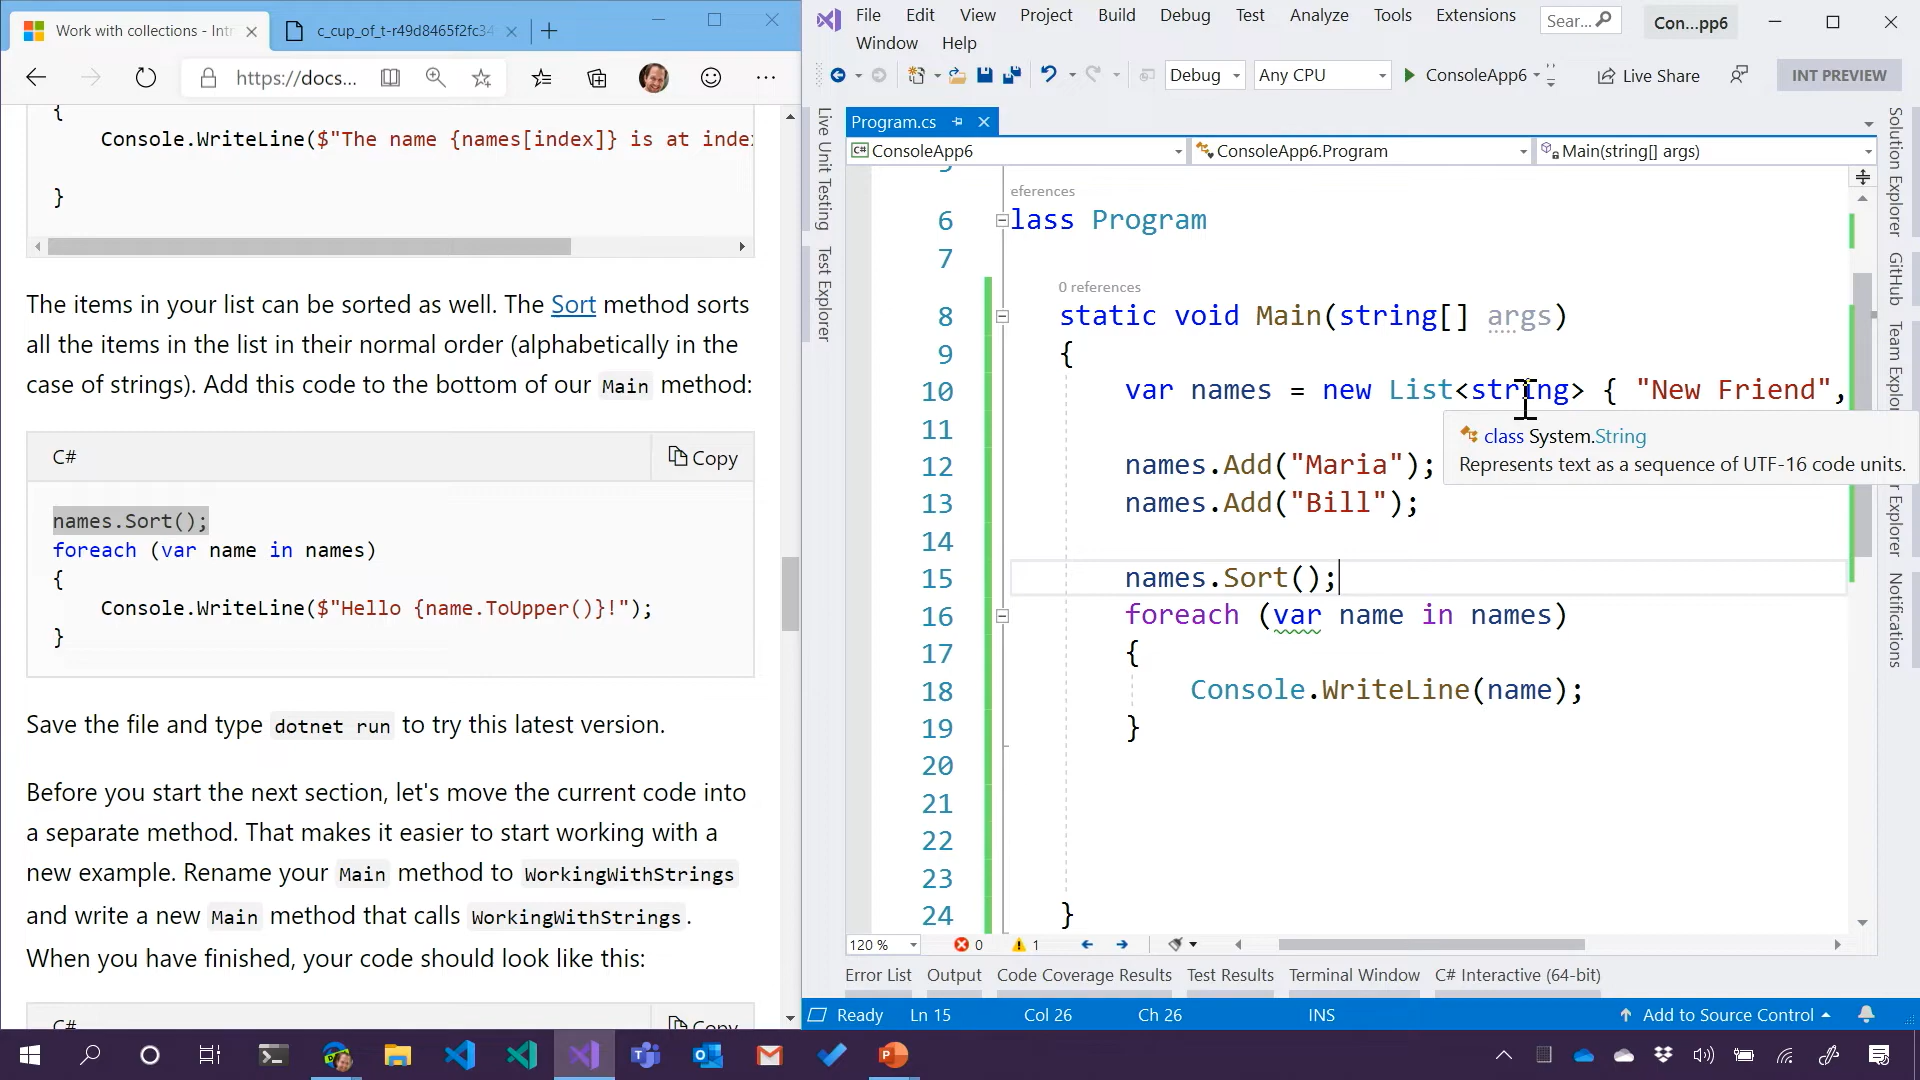 Work with collections - Intr
c_cup_of_t-r49d8465f2fc34
https://docs...
{
Console.WriteLine($"The name {names[index]} is at index
}
The items in your list can be sorted as well. The Sort method sorts
all the items in the list in their normal order (alphabetically in the
case of strings). Add this code to the bottom of our Main method:
C#
Copy
names.Sort();
foreach (var name in names)
{
Console.WriteLine($"Hello {name.ToUpper()}!");
}
Save the file and type dotnet run to try this latest version.
Before you start the next section, let's move the current code into
a separate method. That makes it easier to start working with a
new example. Rename your Main method to WorkingWithStrings
and write a new Main method that calls WorkingWithStrings.
When you have finished, your code should look like this:
C#
Copy
File Edit View Project Build Debug Test Analyze Tools Extensions
Window Help
Sear...
Con...pp6
Debug
Any CPU
ConsoleApp6
Live Share
INT PREVIEW
Live Unit Testing
Test Explorer
Program.cs
C# ConsoleApp6
ConsoleApp6.Program
Main(string[] args)
eferences
6 lass Program
7
0 references
8 static void Main(string[] args)
9 {
10 var names = new List<string> { "New Friend",
11
class System.String
Represents text as a sequence of UTF-16 code units.
12 names.Add("Maria");
13 names.Add("Bill");
14
15 names.Sort();
16 foreach (var name in names)
17 {
18 Console.WriteLine(name);
19 }
20
21
22
23
24 }
120 %
0
1
Error List Output Code Coverage Results Test Results Terminal Window C# Interactive (64-bit)
Ready Ln 15 Col 26 Ch 26 INS Add to Source Control
Solution Explorer
GitHub
Team Explorer
r Explorer
Notifications